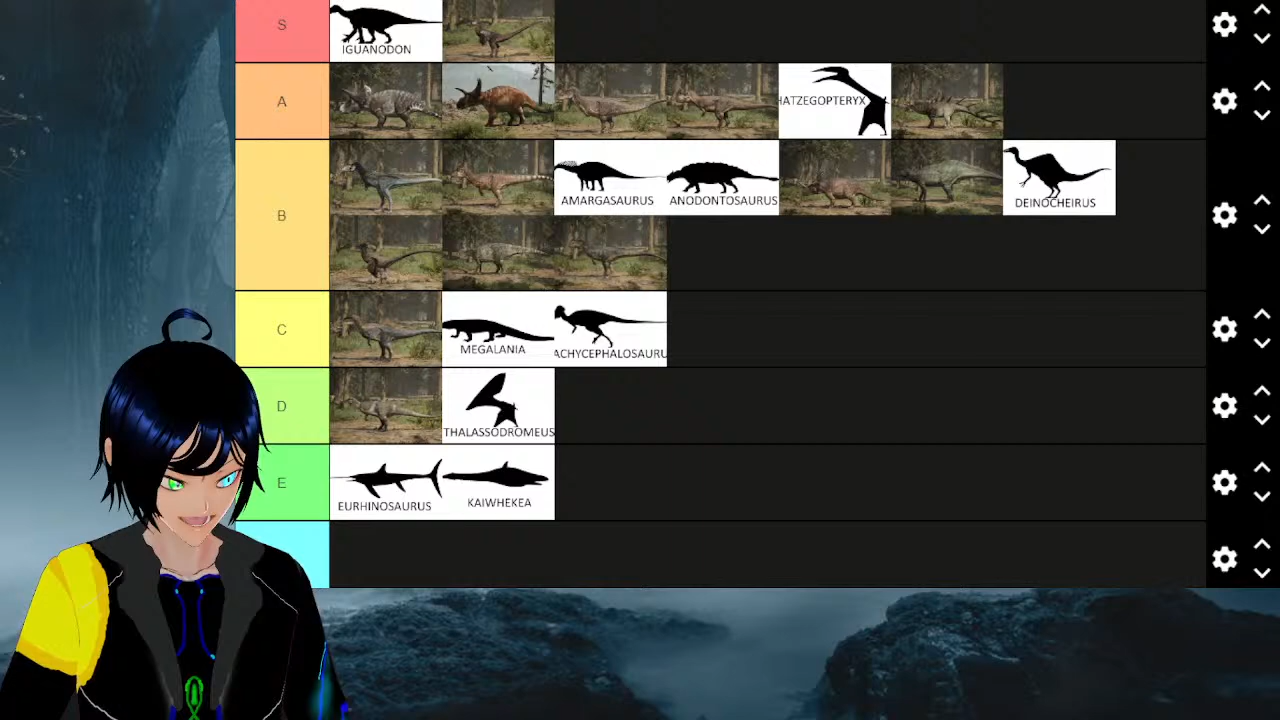 S
IGUANODON
A
HATZEGOPTERYX
B
AMARGASAURUS
ANODONTOSAURUS
DEINOCHEIRUS
C
MEGALANIA
ACHYCEPHALOSAURU
D
THALASSODROMEUS
E
EURHINOSAURUS
KAIWHEKEA